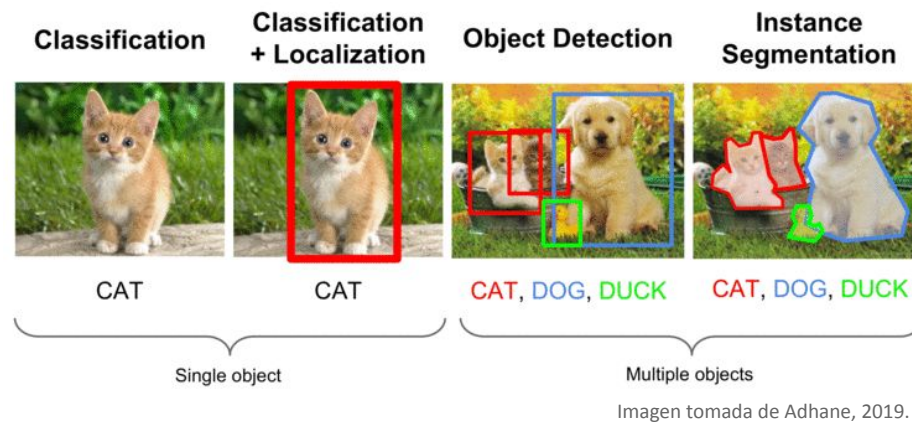 Classification
Classification
+ Localization
Object Detection
Instance
Segmentation
CAT
CAT
CAT, DOG, DUCK
CAT, DOG, DUCK
Single object
Multiple objects
Imagen tomada de Adhane, 2019.